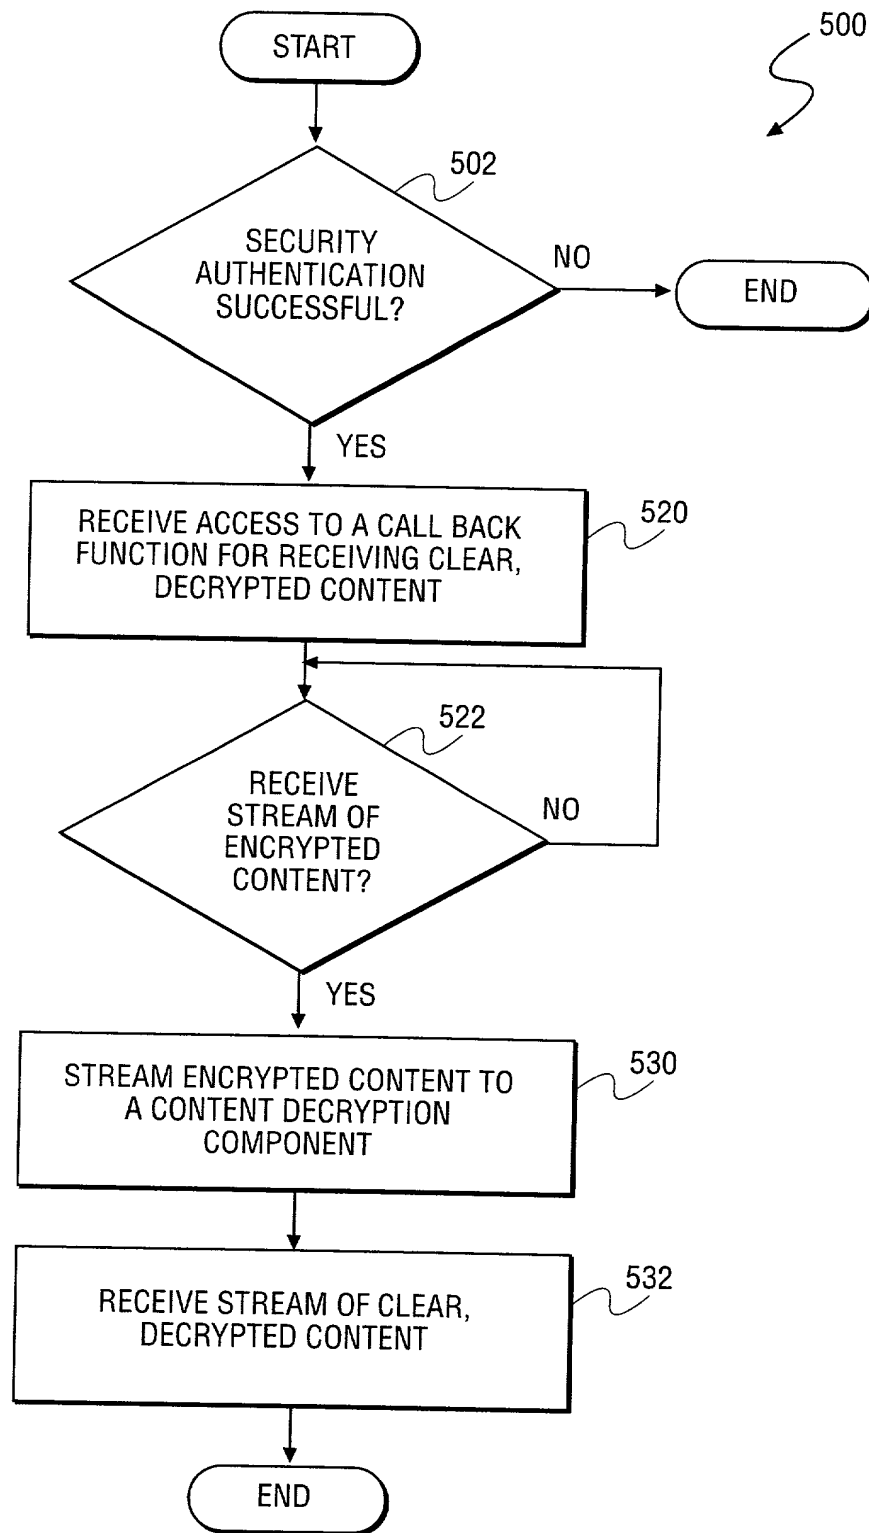 START
500
502
SECURITY
AUTHENTICATION
SUCCESSFUL?
NO
END
YES
RECEIVE ACCESS TO A CALL BACK
FUNCTION FOR RECEIVING CLEAR,
DECRYPTED CONTENT
520
522
RECEIVE
STREAM OF
ENCRYPTED
CONTENT?
NO
YES
STREAM ENCRYPTED CONTENT TO
A CONTENT DECRYPTION
COMPONENT
530
RECEIVE STREAM OF CLEAR,
DECRYPTED CONTENT
532
END